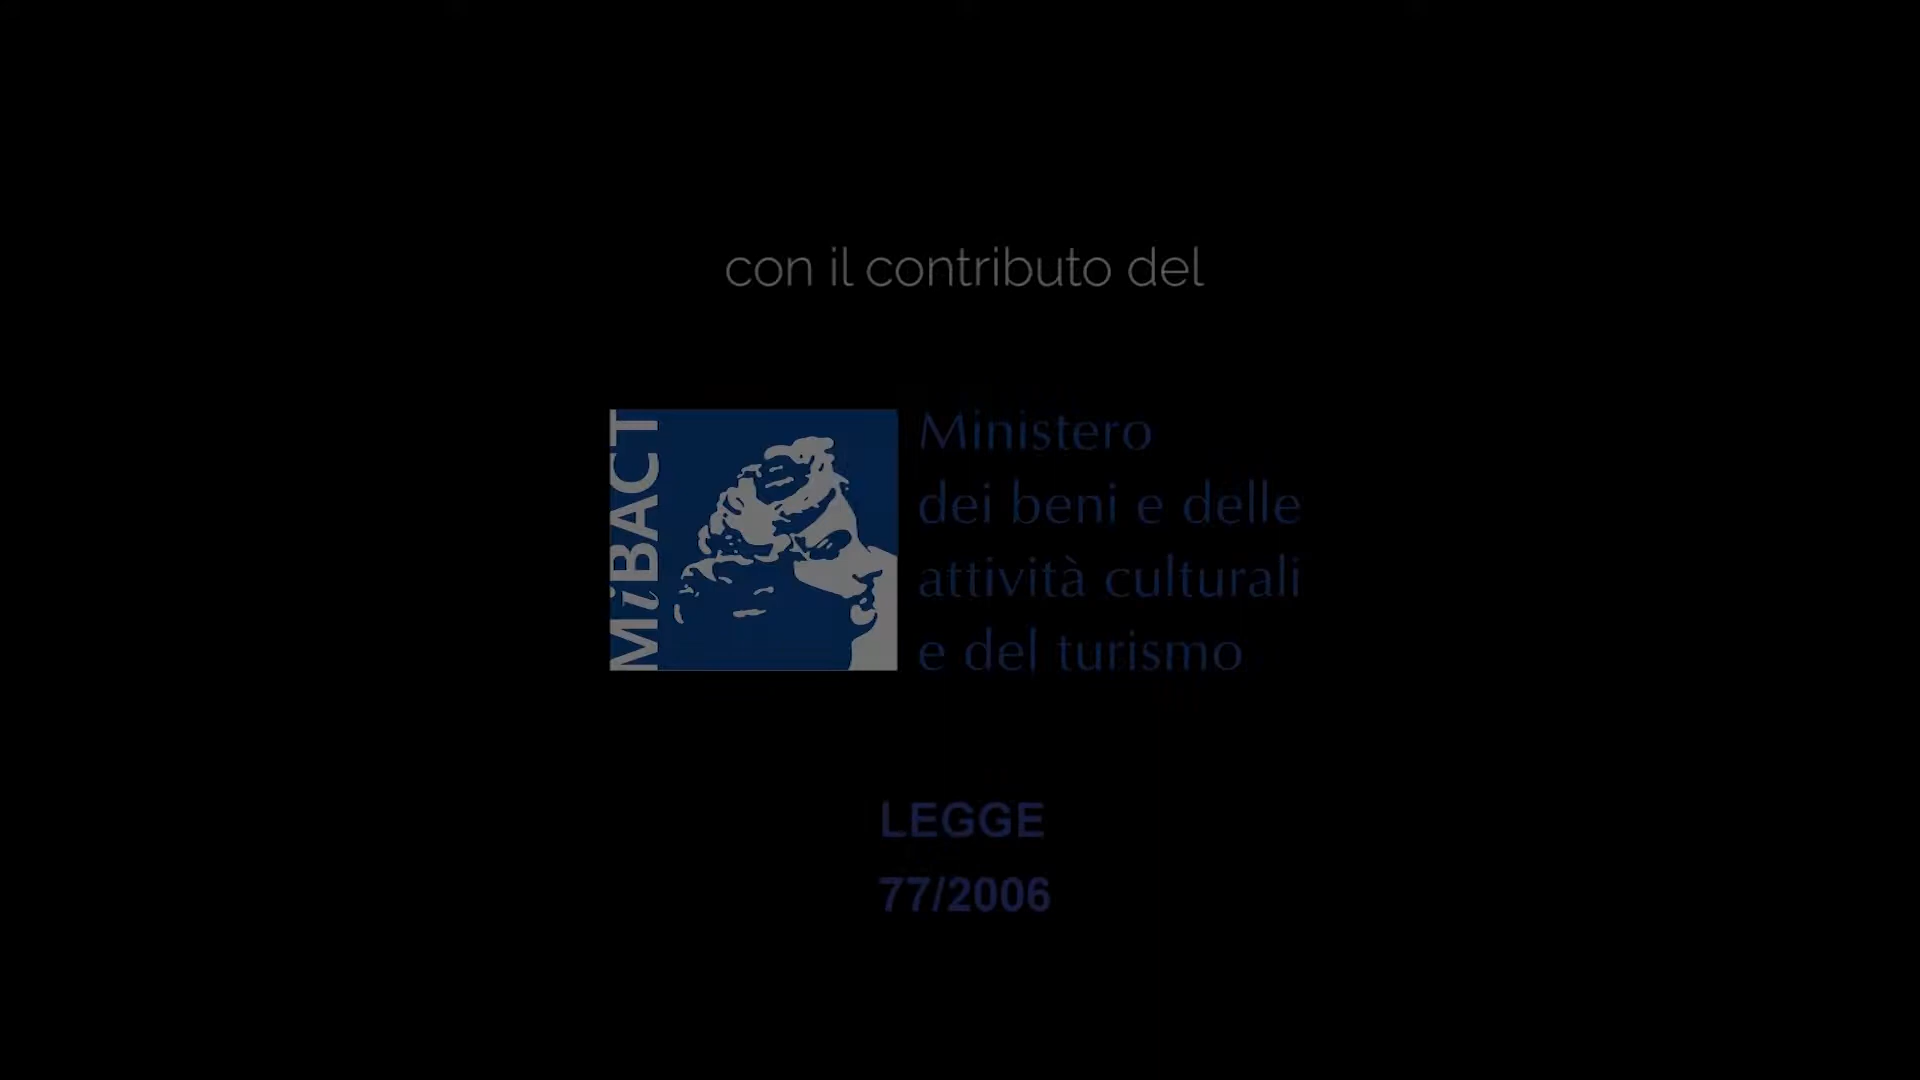 con il contributo del
MiBACT
Ministero
dei beni e delle
attività culturali
e del turismo
LEGGE
77/2006